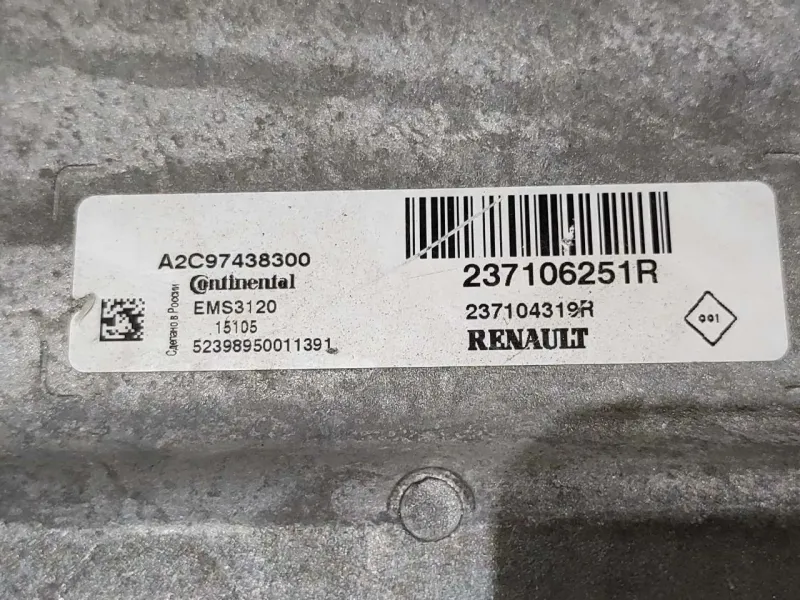 A2C97438300
Continental
EMS3120
15105
52398950011391
Сделано в России
237106251R
237104319R
RENAULT
001